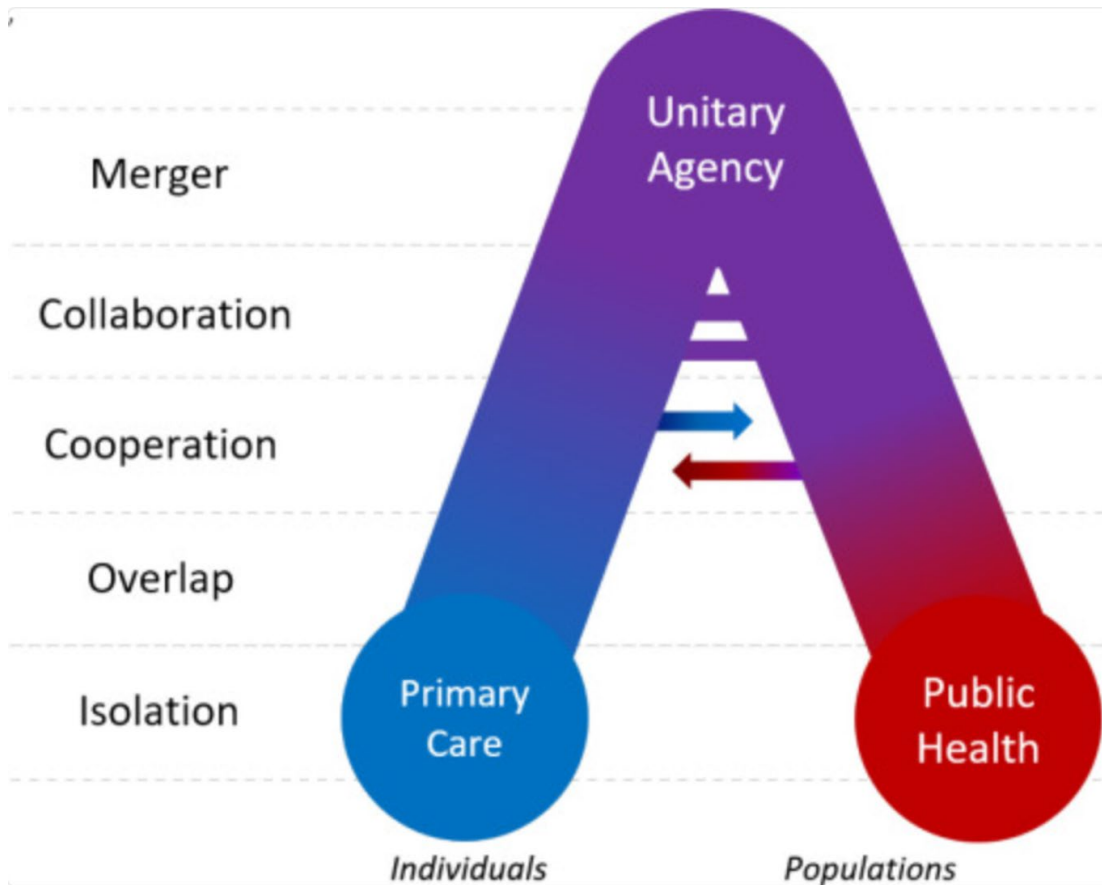 Unitary
Agency
Merger
Collaboration
Cooperation
Overlap
Isolation
Primary
Care
Public
Health
Individuals
Populations